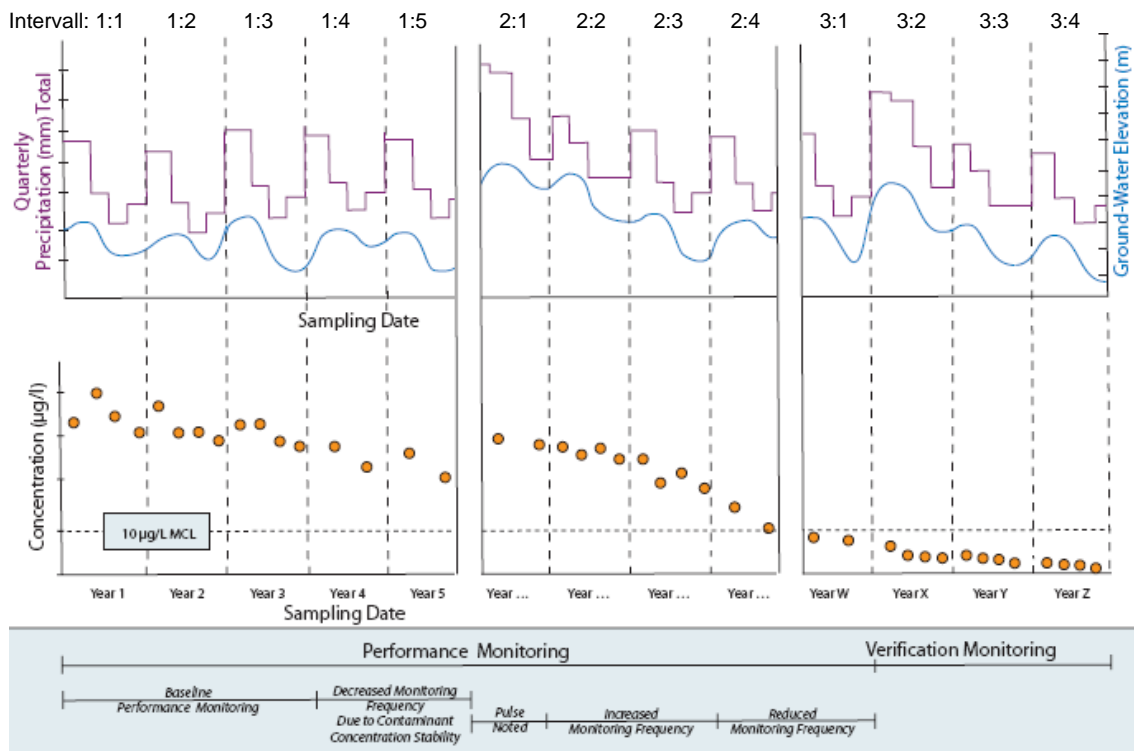 Intervall: 1:1 1:2 1:3 1:4 1:5 2:1 2:2 2:3 2:4 3:1 3:2 3:3 3:4
Quarterly
Precipitation (mm) Total
Ground-Water Elevation (m)
Sampling Date
Concentration (µg/l)
10 µg/L MCL
Year 1 Year 2 Year 3 Year 4 Year 5 Year ... Year ... Year ... Year ... Year W Year X Year Y Year Z
Sampling Date
Performance Monitoring
Verification Monitoring
Baseline
Performance Monitoring
Decreased Monitoring
Frequency
Due to Contaminant
Concentration Stability
Pulse
Noted
Increased
Monitoring Frequency
Reduced
Monitoring Frequency